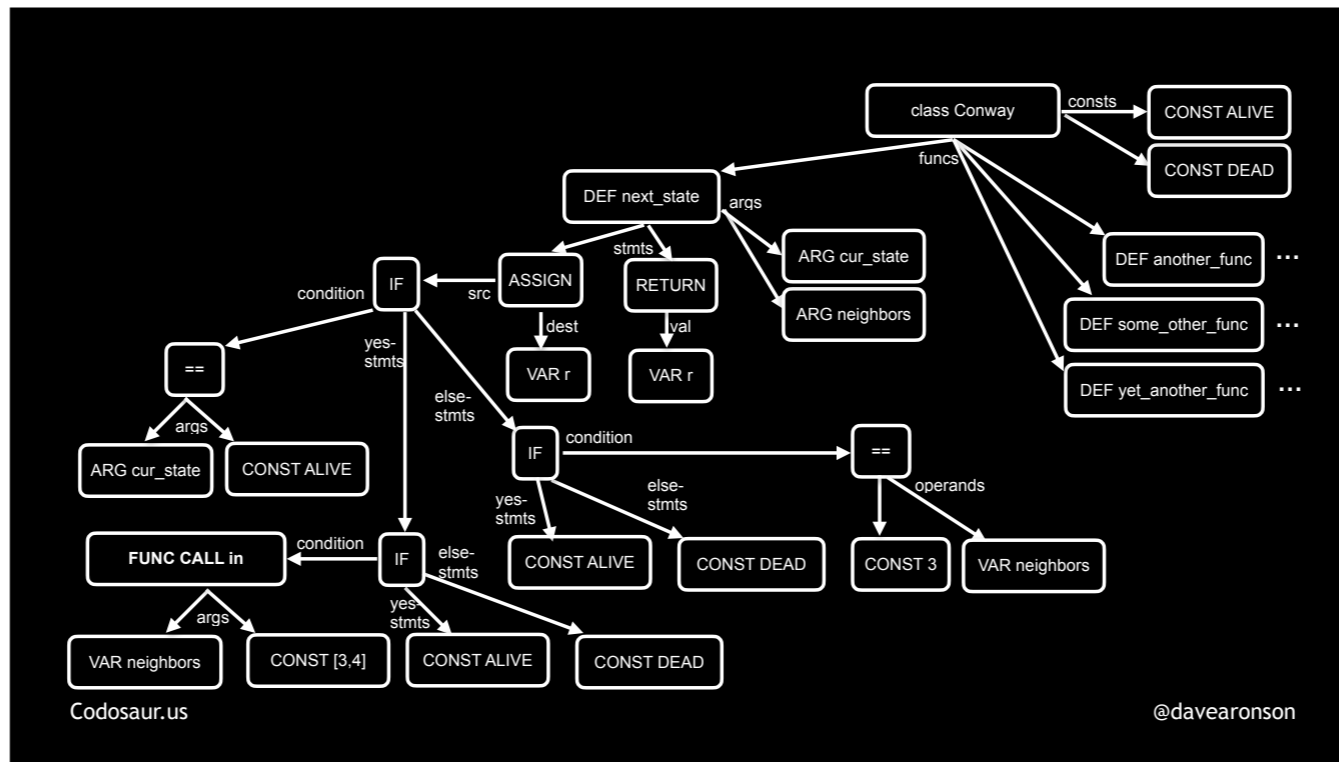 class Conway
consts
CONST ALIVE
CONST DEAD
funcs
DEF next_state
args
ARG cur_state
ARG neighbors
DEF another_func
...
DEF some_other_func
...
DEF yet_another_func
...
stmts
ASSIGN
RETURN
src
dest
val
VAR r
VAR r
IF
condition
yes-
stmts
else-
stmts
==
args
ARG cur_state
CONST ALIVE
IF
condition
==
operands
CONST 3
VAR neighbors
yes-
stmts
else-
stmts
CONST ALIVE
CONST DEAD
IF
condition
FUNC CALL in
args
VAR neighbors
CONST [3,4]
yes-
stmts
else-
stmts
CONST ALIVE
CONST DEAD
Codosaur.us
@davearonson